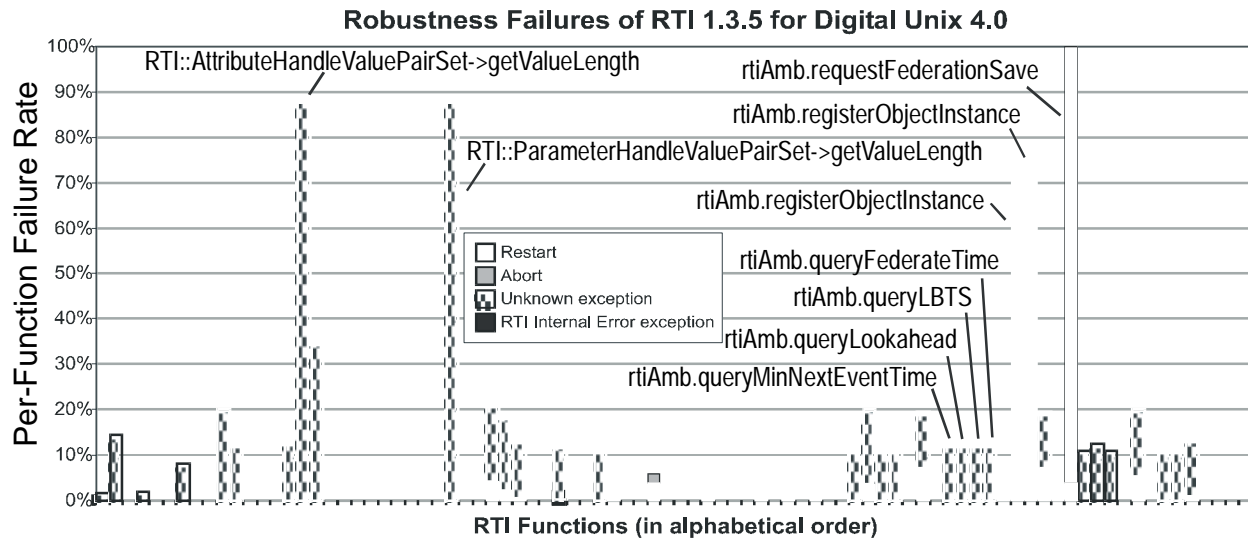 Robustness Failures of RTI 1.3.5 for Digital Unix 4.0
Per-Function Failure Rate
100%
90%
80%
70%
60%
50%
40%
30%
20%
10%
0%
RTI::AttributeHandleValuePairSet->getValueLength
rtiAmb.requestFederationSave
rtiAmb.registerObjectInstance
RTI::ParameterHandleValuePairSet->getValueLength
rtiAmb.registerObjectInstance
Restart
Abort
Unknown exception
RTI Internal Error exception
rtiAmb.queryFederateTime
rtiAmb.queryLBTS
rtiAmb.queryLookahead
rtiAmb.queryMinNextEventTime
RTI Functions (in alphabetical order)